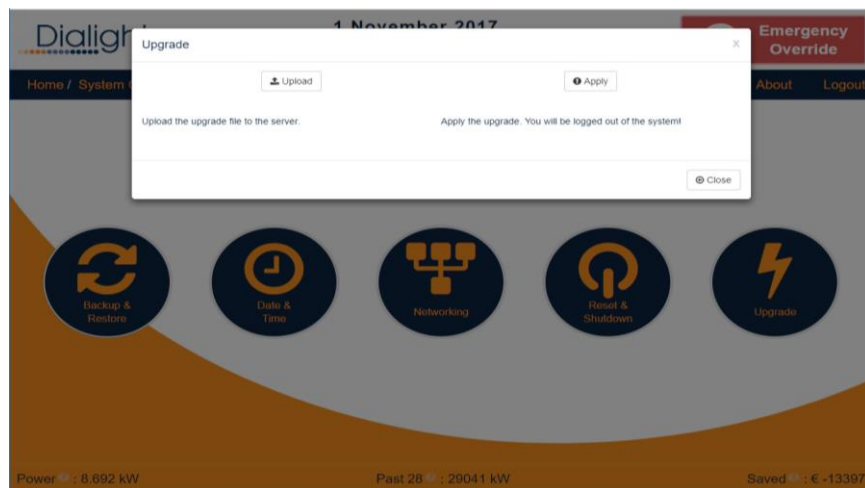 Dialight
1 November 2017
Emergency
Override
Upgrade
X
Home / System
About
Logout
Upload
Apply
Upload the upgrade file to the server.
Apply the upgrade. You will be logged out of the system!
Close
Backup &
Restore
Date &
Time
Networking
Reset &
Shutdown
Upgrade
Power : 8.692 kW
Past 28 : 29041 kW
Saved : € -13397